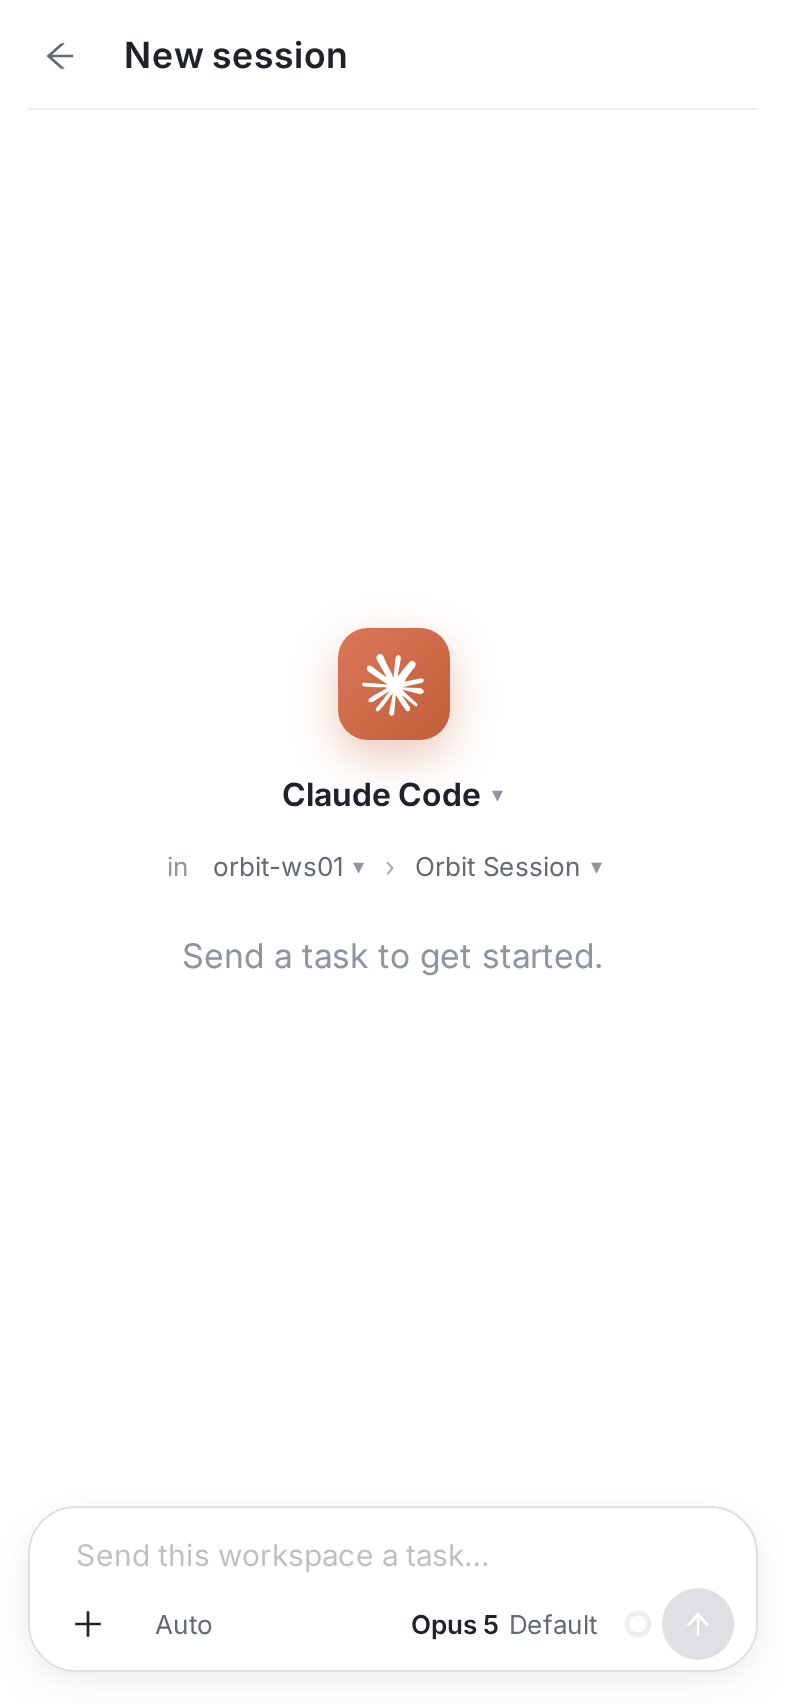 New session
Claude Code ▾
in orbit-ws01 ▾ › Orbit Session ▾
Send a task to get started.
Send this workspace a task...
Auto Opus 5 Default